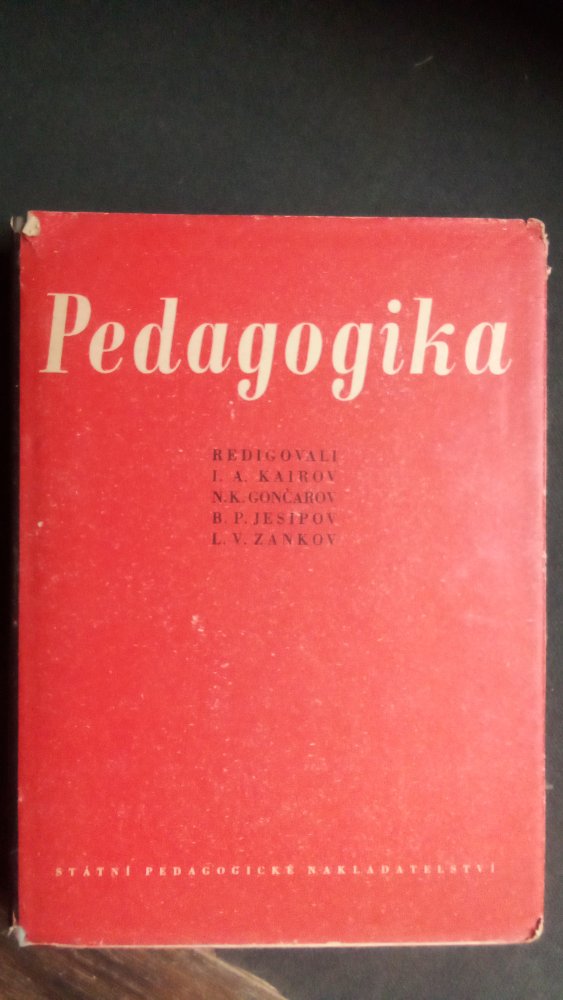 Pedagogika
REDIGOVALI
I. A. KAIROV
N. K. GONČAROV
B. P. JESIPOV
L. V. ZANKOV
STÁTNÍ PEDAGOGICKÉ NAKLADATELSTVÍ